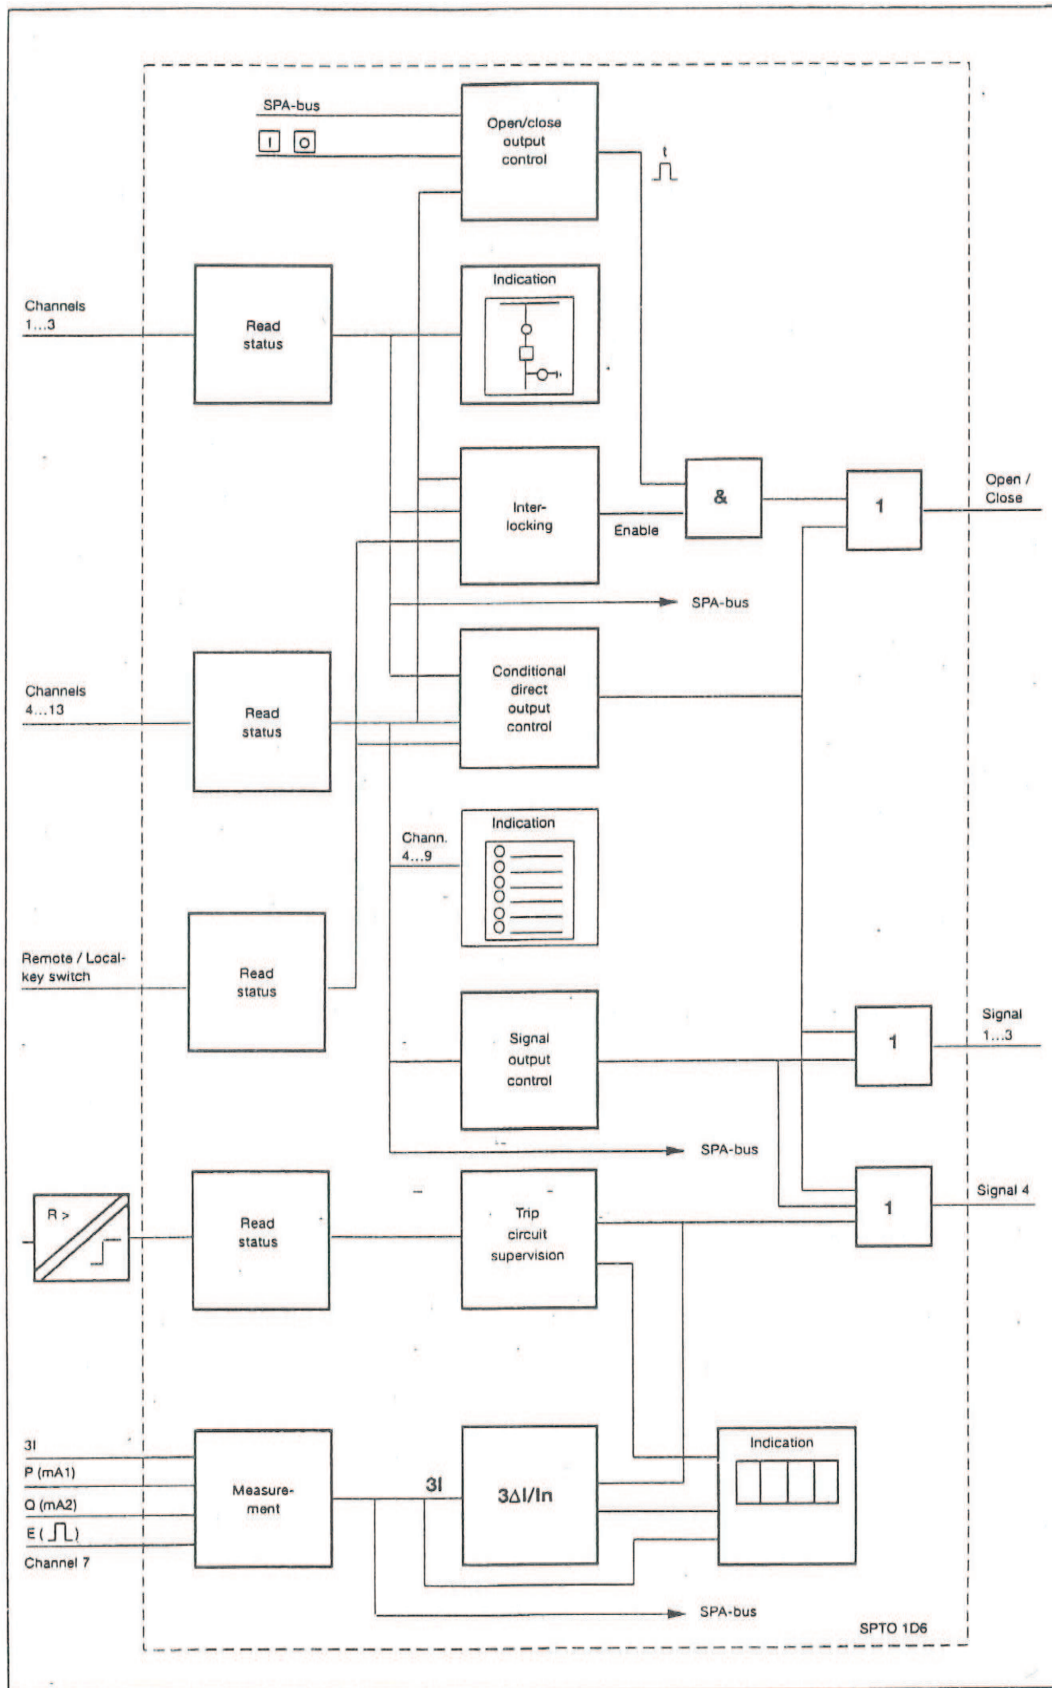 SPA-bus
I O
Open/close
output
control
t
Channels
1...3
Read
status
Indication
Inter-
locking
Enable
&
1
Open /
Close
SPA-bus
Channels
4...13
Read
status
Conditional
direct
output
control
Chann.
4...9
Indication
Remote / Local-
key switch
Read
status
Signal
output
control
1
Signal
1...3
SPA-bus
R >
Read
status
Trip
circuit
supervision
1
Signal 4
3I
P (mA1)
Q (mA2)
E ( )
Channel 7
Measure-
ment
3I
3ΔI/In
Indication
SPA-bus
SPTO 1D6